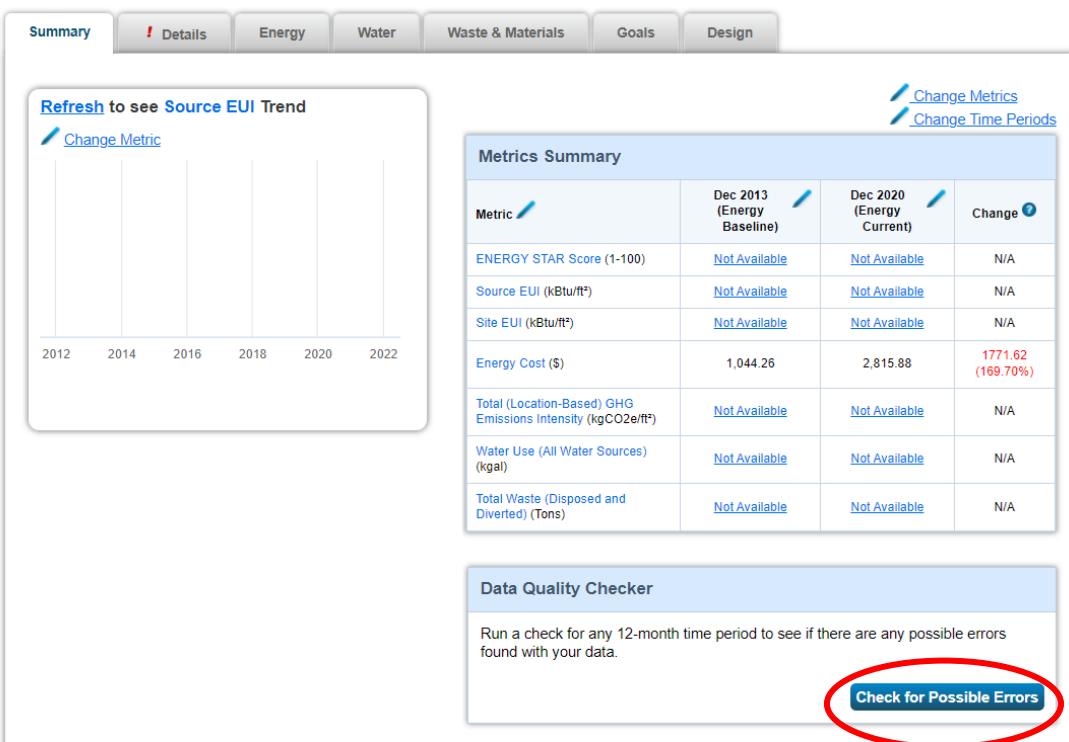 Summary
! Details
Energy
Water
Waste & Materials
Goals
Design
Refresh to see Source EUI Trend
Change Metric
2012 2014 2016 2018 2020 2022
Change Metrics
Change Time Periods
Metrics Summary
Metric
Dec 2013
(Energy
Baseline)
Dec 2020
(Energy
Current)
Change ?
ENERGY STAR Score (1-100)
Not Available
Not Available
N/A
Source EUI (kBtu/ft²)
Not Available
Not Available
N/A
Site EUI (kBtu/ft²)
Not Available
Not Available
N/A
Energy Cost ($)
1,044.26
2,815.88
1771.62
(169.70%)
Total (Location-Based) GHG
Emissions Intensity (kgCO2e/ft²)
Not Available
Not Available
N/A
Water Use (All Water Sources)
(kgal)
Not Available
Not Available
N/A
Total Waste (Disposed and
Diverted) (Tons)
Not Available
Not Available
N/A
Data Quality Checker
Run a check for any 12-month time period to see if there are any possible errors
found with your data.
Check for Possible Errors